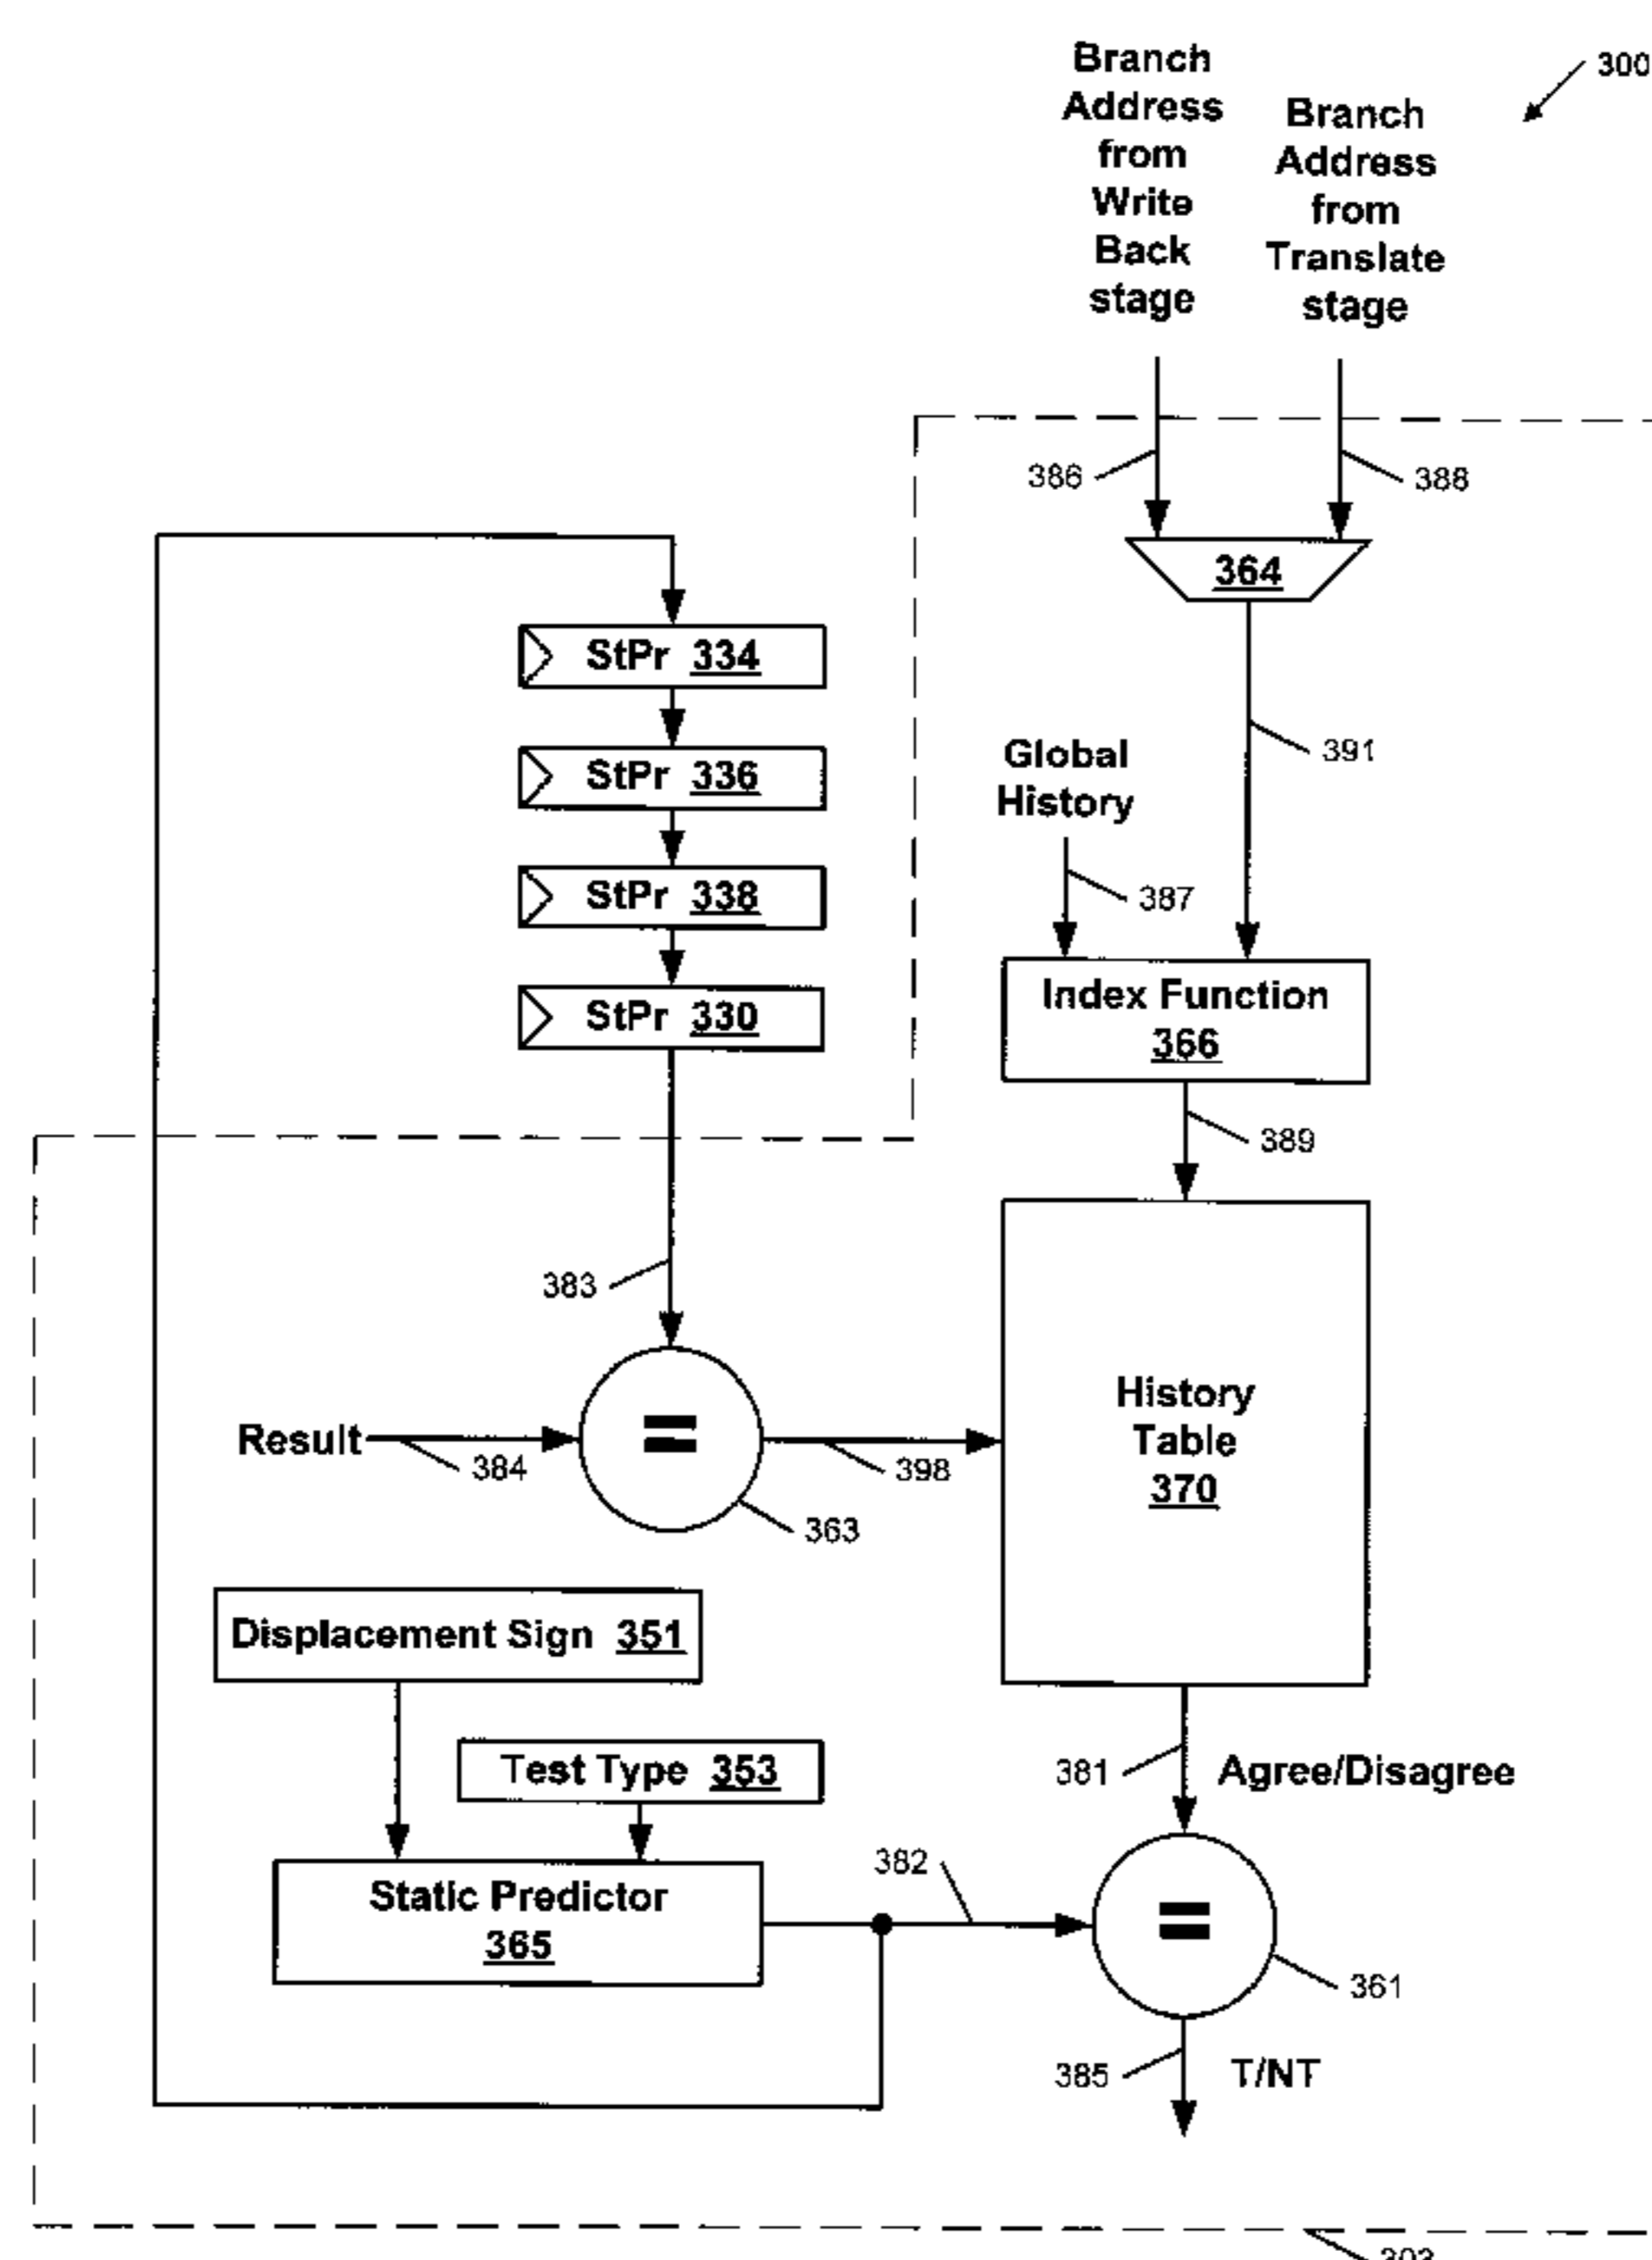 300
Branch
Address
from
Write
Back
stage
Branch
Address
from
Translate
stage
386
388
364
StPr 334
StPr 336
StPr 338
StPr 330
391
Global
History
387
Index Function
366
389
383
Result
384
398
363
History
Table
370
Displacement Sign 351
Test Type 353
381
Agree/Disagree
Static Predictor
365
382
361
385
T/NT